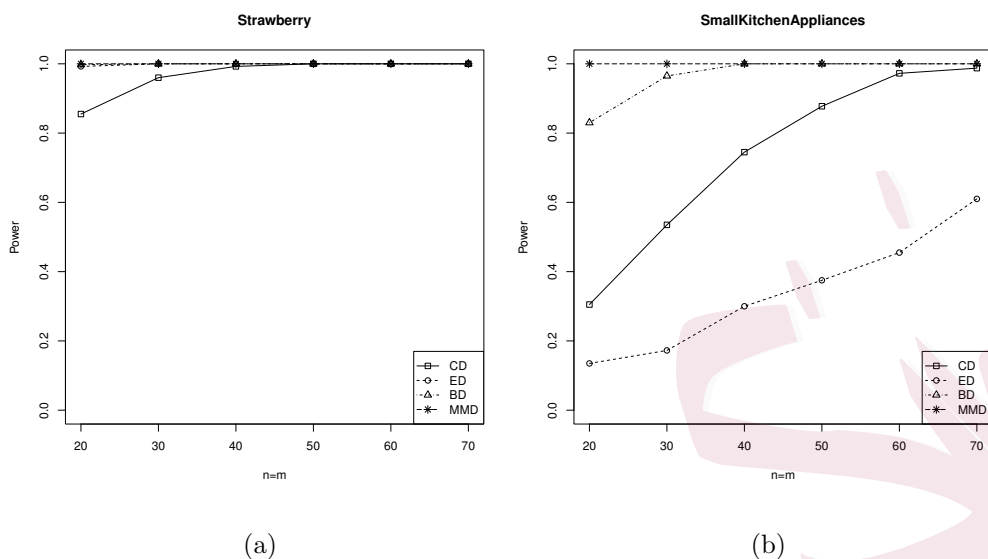 Strawberry
Power
1.0
0.8
0.6
0.4
0.2
0.0
20 30 40 50 60 70
n=m
CD
ED
BD
MMD
(a)
SmallKitchenAppliances
Power
1.0
0.8
0.6
0.4
0.2
0.0
20 30 40 50 60 70
n=m
CD
ED
BD
MMD
(b)